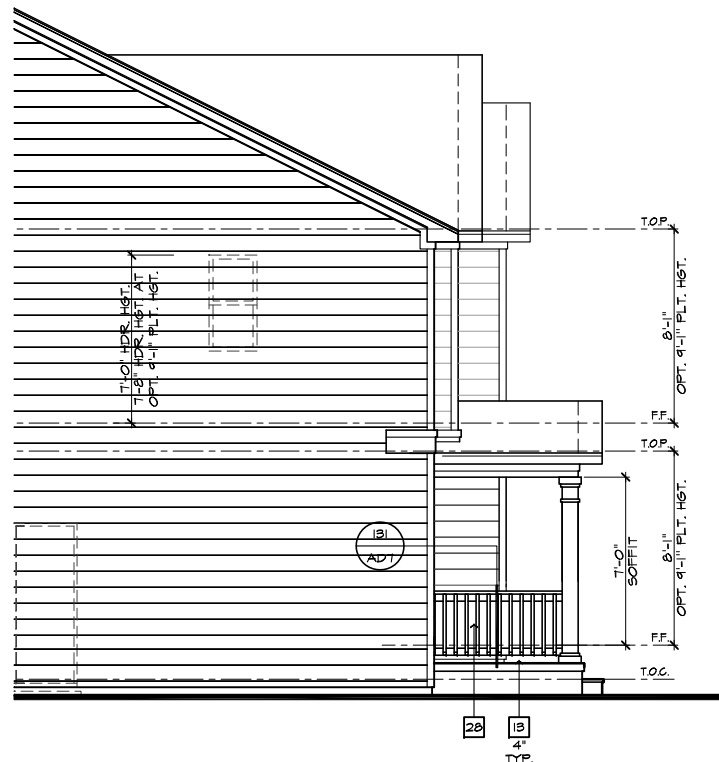 T.O.P.
7'-0" HDR. HGT.
7'-8" HDR. HGT. AT
OPT. 9'-1" PLT. HGT.
8'-1"
OPT. 9'-1" PLT. HGT.
F.F.
T.O.P.
131
AD1
7'-0"
SOFFIT
8'-1"
OPT. 9'-1" PLT. HGT.
F.F.
T.O.C.
28
13
4"
TYP.